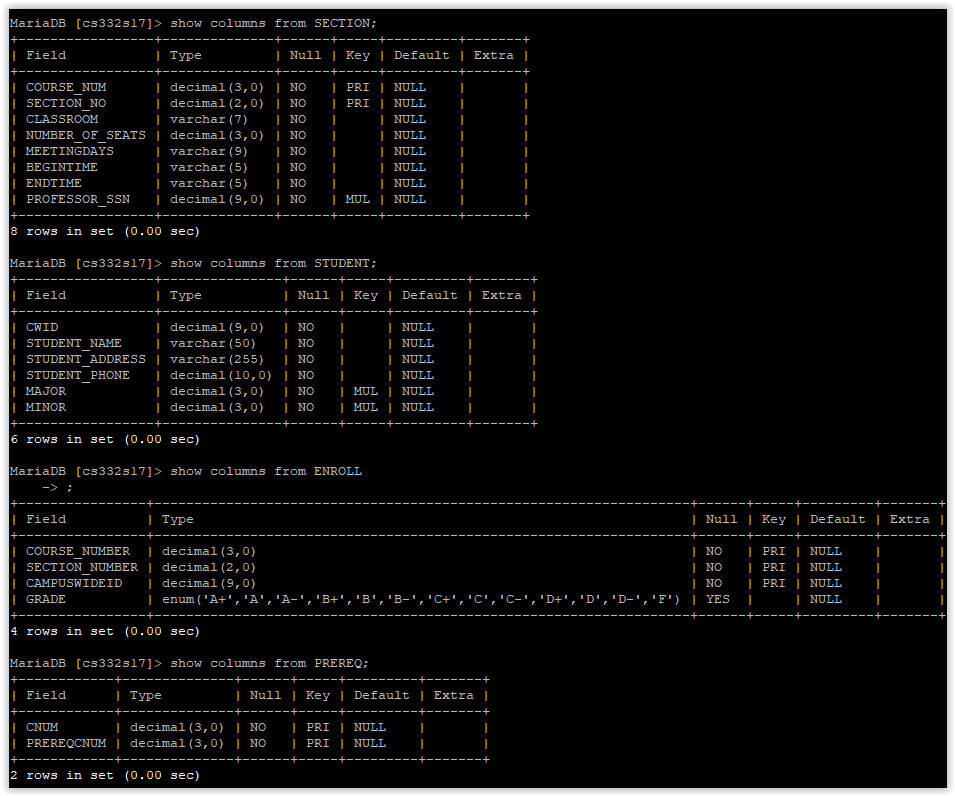 MariaDB [cs332s17]> show columns from SECTION;
+-----------------+--------------+------+-----+---------+-------+
| Field           | Type         | Null | Key | Default | Extra |
+-----------------+--------------+------+-----+---------+-------+
| COURSE_NUM      | decimal(3,0) | NO   | PRI | NULL    |       |
| SECTION_NO      | decimal(2,0) | NO   | PRI | NULL    |       |
| CLASSROOM       | varchar(7)   | NO   |     | NULL    |       |
| NUMBER_OF_SEATS | decimal(3,0) | NO   |     | NULL    |       |
| MEETINGDAYS     | varchar(9)   | NO   |     | NULL    |       |
| BEGINTIME       | varchar(5)   | NO   |     | NULL    |       |
| ENDTIME         | varchar(5)   | NO   |     | NULL    |       |
| PROFESSOR_SSN   | decimal(9,0) | NO   | MUL | NULL    |       |
+-----------------+--------------+------+-----+---------+-------+
8 rows in set (0.00 sec)

MariaDB [cs332s17]> show columns from STUDENT;
+-----------------+---------------+------+-----+---------+-------+
| Field           | Type          | Null | Key | Default | Extra |
+-----------------+---------------+------+-----+---------+-------+
| CWID            | decimal(9,0)  | NO   |     | NULL    |       |
| STUDENT_NAME    | varchar(50)   | NO   |     | NULL    |       |
| STUDENT_ADDRESS | varchar(255)  | NO   |     | NULL    |       |
| STUDENT_PHONE   | decimal(10,0) | NO   |     | NULL    |       |
| MAJOR           | decimal(3,0)  | NO   | MUL | NULL    |       |
| MINOR           | decimal(3,0)  | NO   | MUL | NULL    |       |
+-----------------+---------------+------+-----+---------+-------+
6 rows in set (0.00 sec)

MariaDB [cs332s17]> show columns from ENROLL
    -> ;
+----------------+-------------------------------------------------------------------+------+-----+---------+-------+
| Field          | Type                                                              | Null | Key | Default | Extra |
+----------------+-------------------------------------------------------------------+------+-----+---------+-------+
| COURSE_NUMBER  | decimal(3,0)                                                      | NO   | PRI | NULL    |       |
| SECTION_NUMBER | decimal(2,0)                                                      | NO   | PRI | NULL    |       |
| CAMPUSWIDEID   | decimal(9,0)                                                      | NO   | PRI | NULL    |       |
| GRADE          | enum('A+','A','A-','B+','B','B-','C+','C','C-','D+','D','D-','F') | YES  |     | NULL    |       |
+----------------+-------------------------------------------------------------------+------+-----+---------+-------+
4 rows in set (0.00 sec)

MariaDB [cs332s17]> show columns from PREREQ;
+------------+--------------+------+-----+---------+-------+
| Field      | Type         | Null | Key | Default | Extra |
+------------+--------------+------+-----+---------+-------+
| CNUM       | decimal(3,0) | NO   | PRI | NULL    |       |
| PREREQCNUM | decimal(3,0) | NO   | PRI | NULL    |       |
+------------+--------------+------+-----+---------+-------+
2 rows in set (0.00 sec)